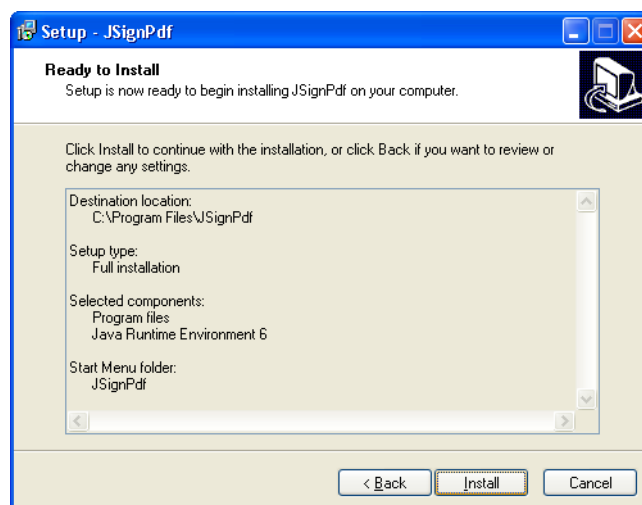 Setup - JSignPdf
Ready to Install
Setup is now ready to begin installing JSignPdf on your computer.
Click Install to continue with the installation, or click Back if you want to review or
change any settings.
Destination location:
C:\Program Files\JSignPdf
Setup type:
Full installation
Selected components:
Program files
Java Runtime Environment 6
Start Menu folder:
JSignPdf
< Back
Install
Cancel